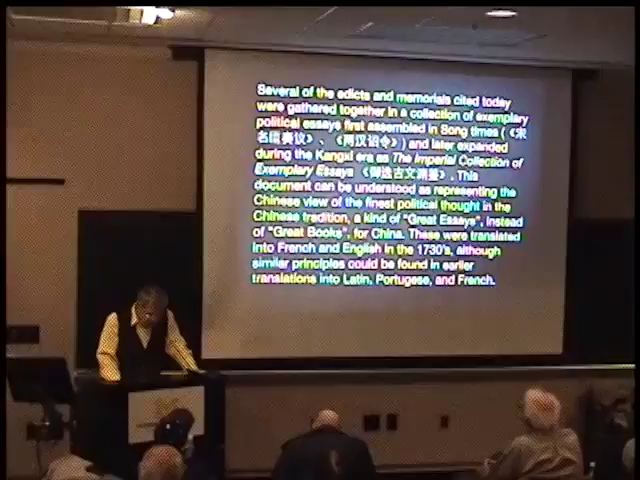 Several of the edicts and memorials cited today
were gathered together in a collection of exemplary
political essays first assembled in Song times (《宋
名臣奏议》、《两汉诏令》) and later expanded
during the Kangxi era as The Imperial Collection of
Exemplary Essays 《御选古文渊鉴》. This
document can be understood as representing the
Chinese view of the finest political thought in the
Chinese tradition, a kind of "Great Essays", instead
of "Great Books", for China. These were translated
into French and English in the 1730's, although
similar principles could be found in earlier
translations into Latin, Portugese, and French.